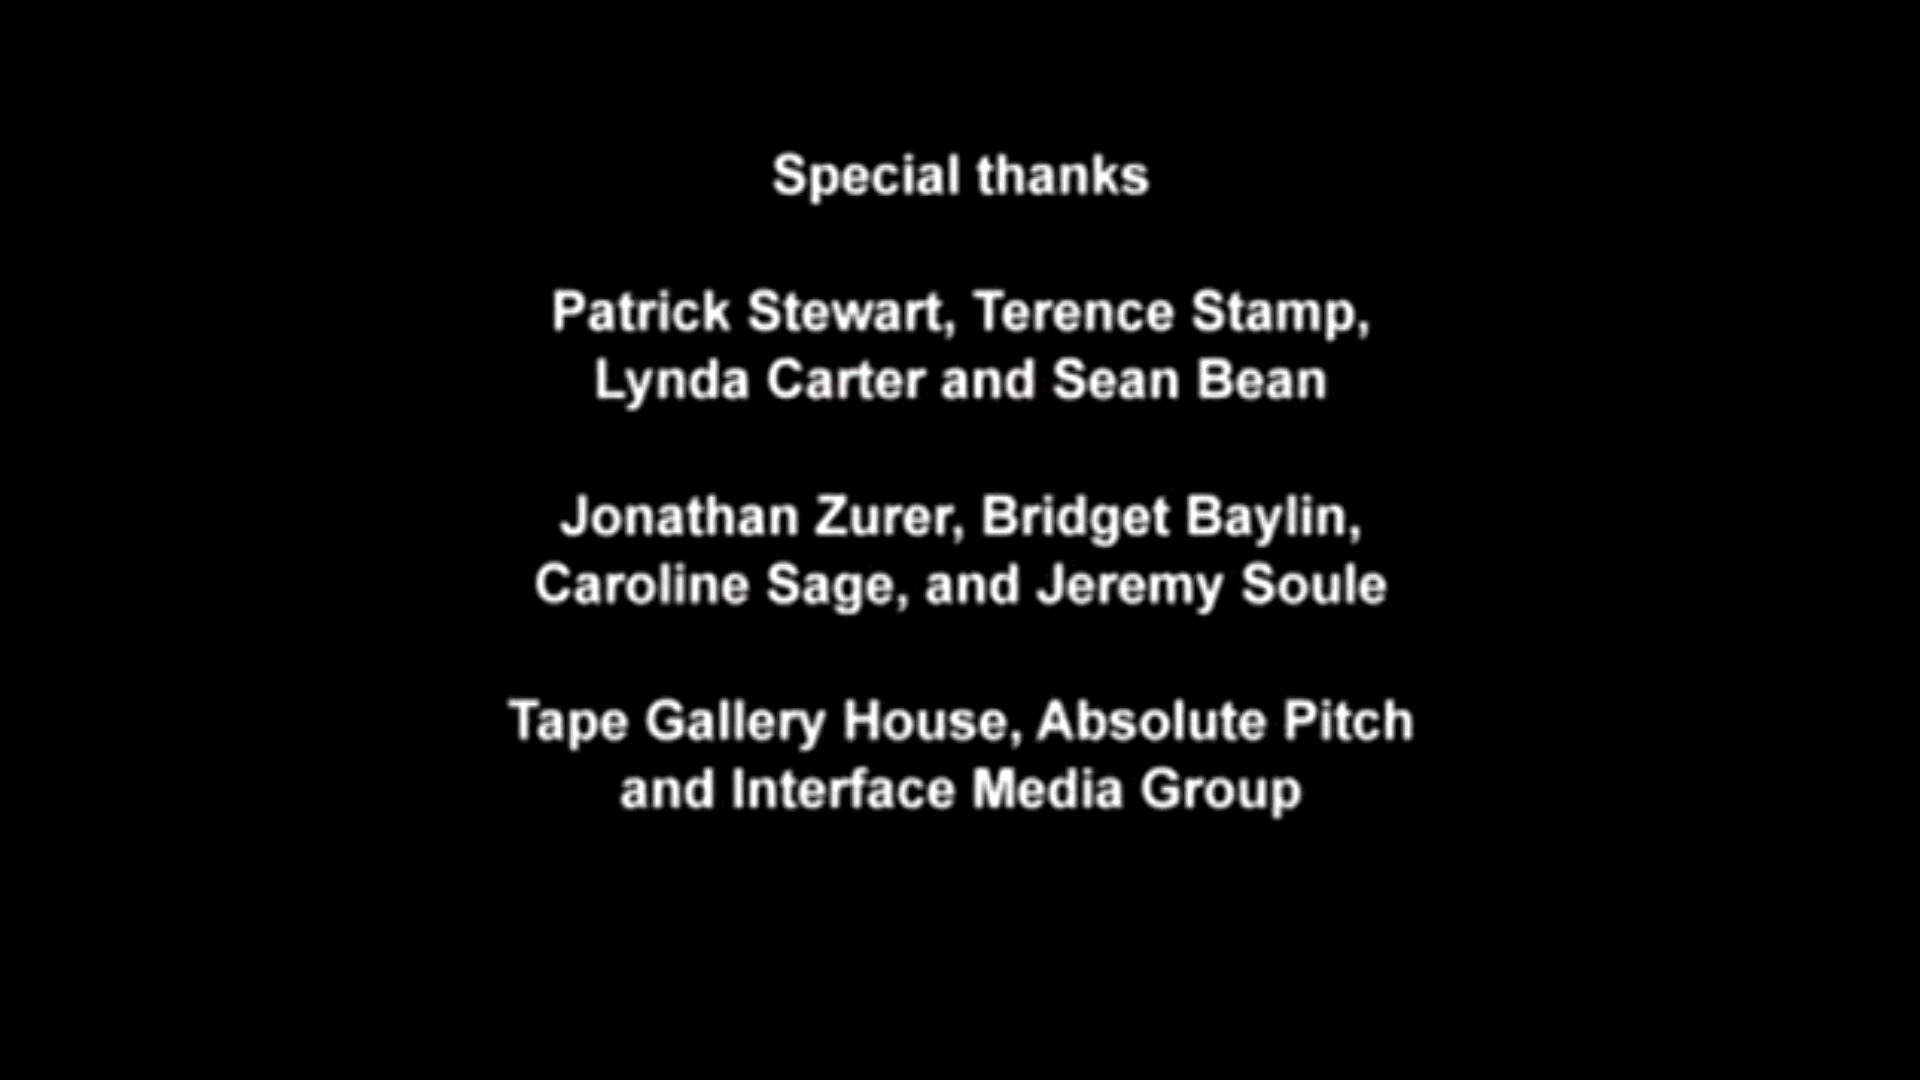 Special thanks
Patrick Stewart, Terence Stamp,
Lynda Carter and Sean Bean
Jonathan Zurer, Bridget Baylin,
Caroline Sage, and Jeremy Soule
Tape Gallery House, Absolute Pitch
and Interface Media Group